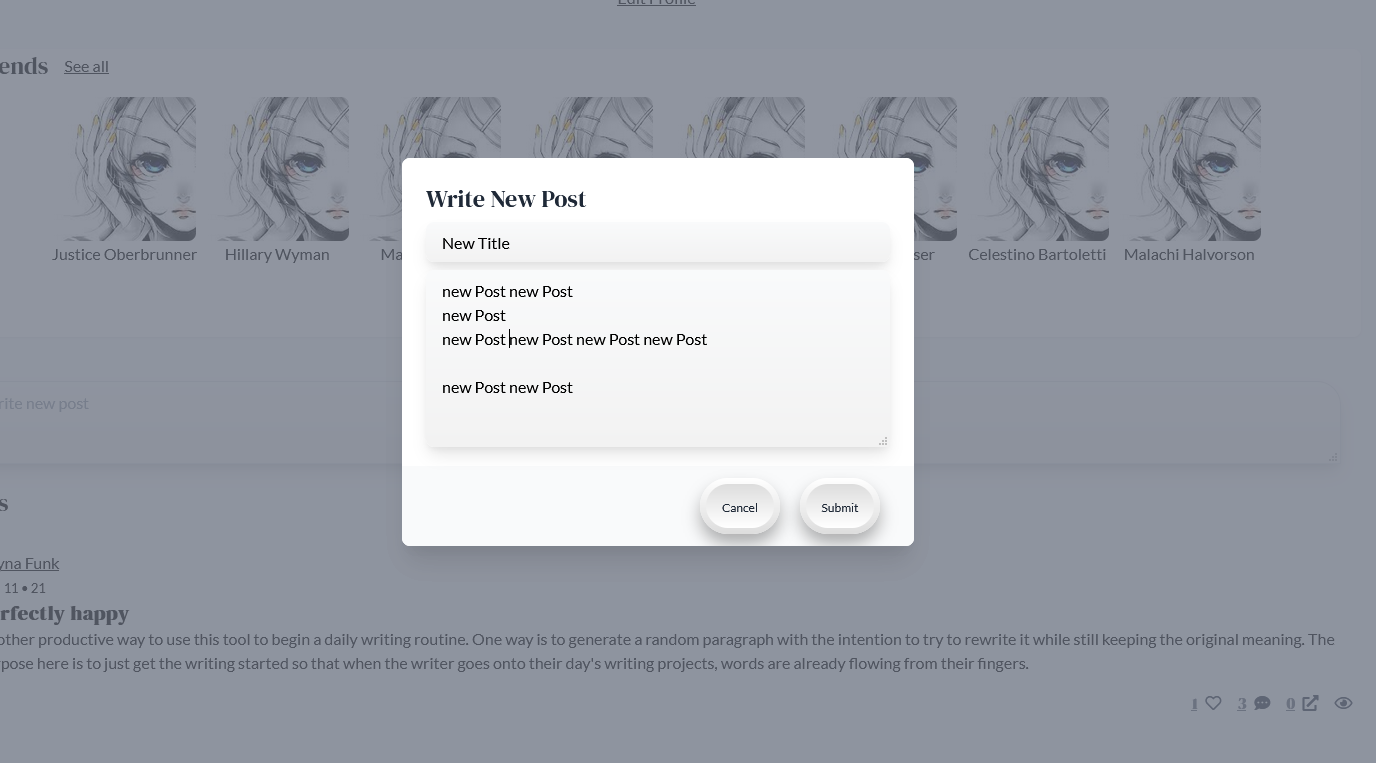 Edit Profile
ends See all
Justice Oberbrunner Hillary Wyman Ma ser Celestino Bartoletti Malachi Halvorson
Write New Post
New Title
new Post new Post
new Post
new Post new Post new Post new Post
new Post new Post
rite new post
Cancel Submit
s
yna Funk
11 • 21
rfectly happy
other productive way to use this tool to begin a daily writing routine. One way is to generate a random paragraph with the intention to try to rewrite it while still keeping the original meaning. The
rpose here is to just get the writing started so that when the writer goes onto their day's writing projects, words are already flowing from their fingers.
1 3 0